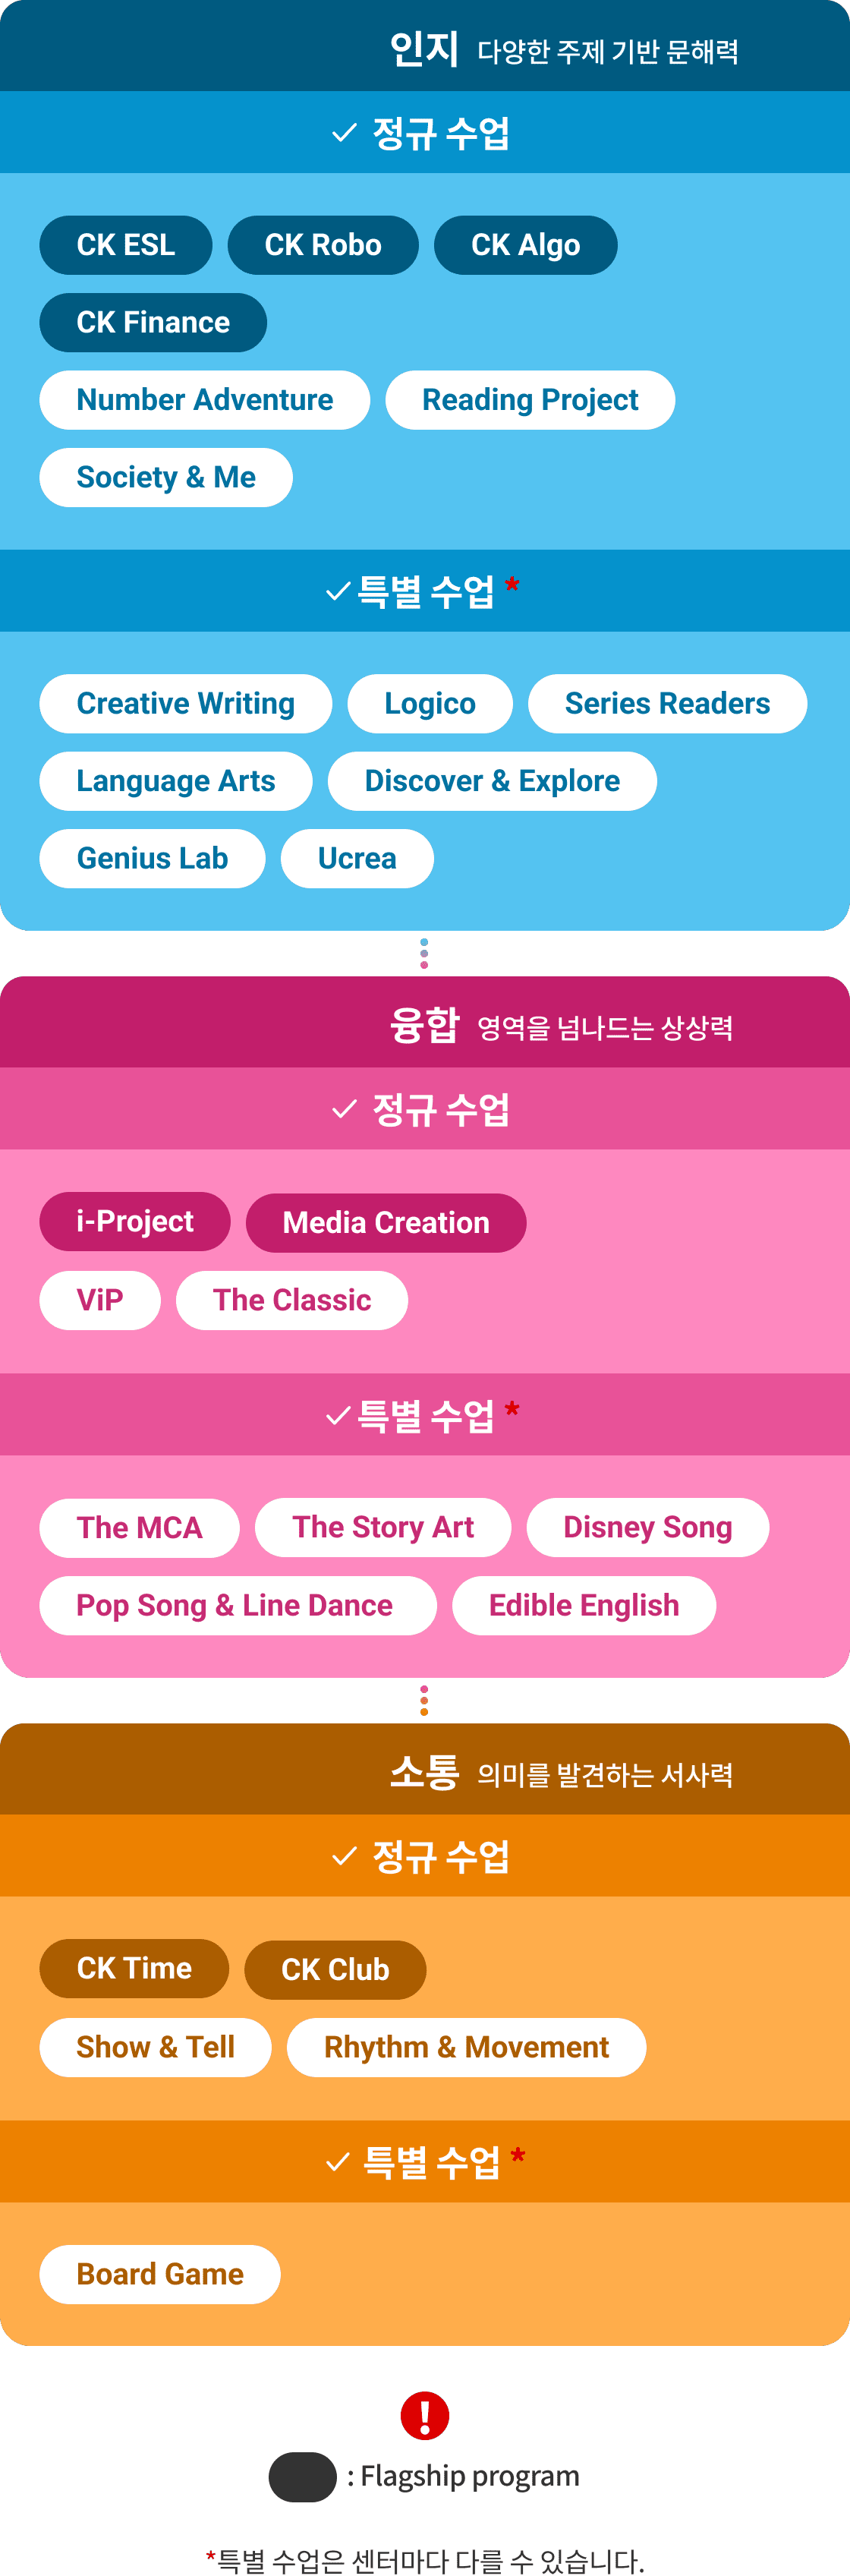 인지 다양한 주제 기반 문해력
정규 수업
CK ESL CK Robo CK Algo
CK Finance
Number Adventure Reading Project
Society & Me
특별 수업 *
Creative Writing Logico Series Readers
Language Arts Discover & Explore
Genius Lab Ucrea
융합 영역을 넘나드는 상상력
정규 수업
i-Project Media Creation
ViP The Classic
특별 수업 *
The MCA The Story Art Disney Song
Pop Song & Line Dance Edible English
소통 의미를 발견하는 서사력
정규 수업
CK Time CK Club
Show & Tell Rhythm & Movement
특별 수업 *
Board Game
!
: Flagship program
*특별 수업은 센터마다 다를 수 있습니다.